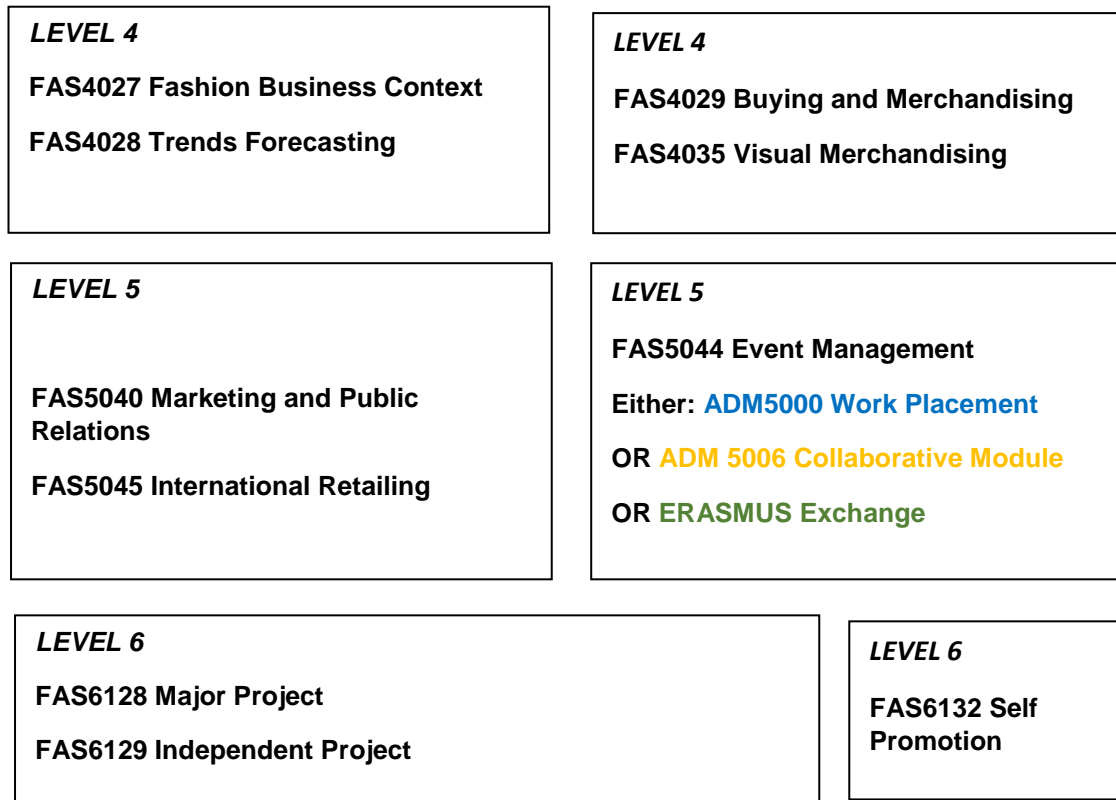 LEVEL 4
FAS4027 Fashion Business Context
FAS4028 Trends Forecasting
LEVEL 4
FAS4029 Buying and Merchandising
FAS4035 Visual Merchandising
LEVEL 5
FAS5040 Marketing and Public
Relations
FAS5045 International Retailing
LEVEL 5
FAS5044 Event Management
Either: ADM5000 Work Placement
OR ADM 5006 Collaborative Module
OR ERASMUS Exchange
LEVEL 6
FAS6128 Major Project
FAS6129 Independent Project
LEVEL 6
FAS6132 Self
Promotion